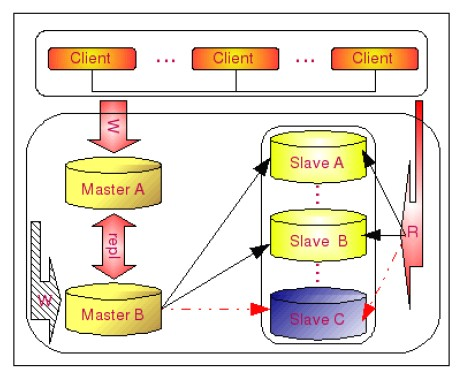 Client ... Client ... Client
W
Master A
Slave A
repl
Slave B
R
W
Master B
Slave C